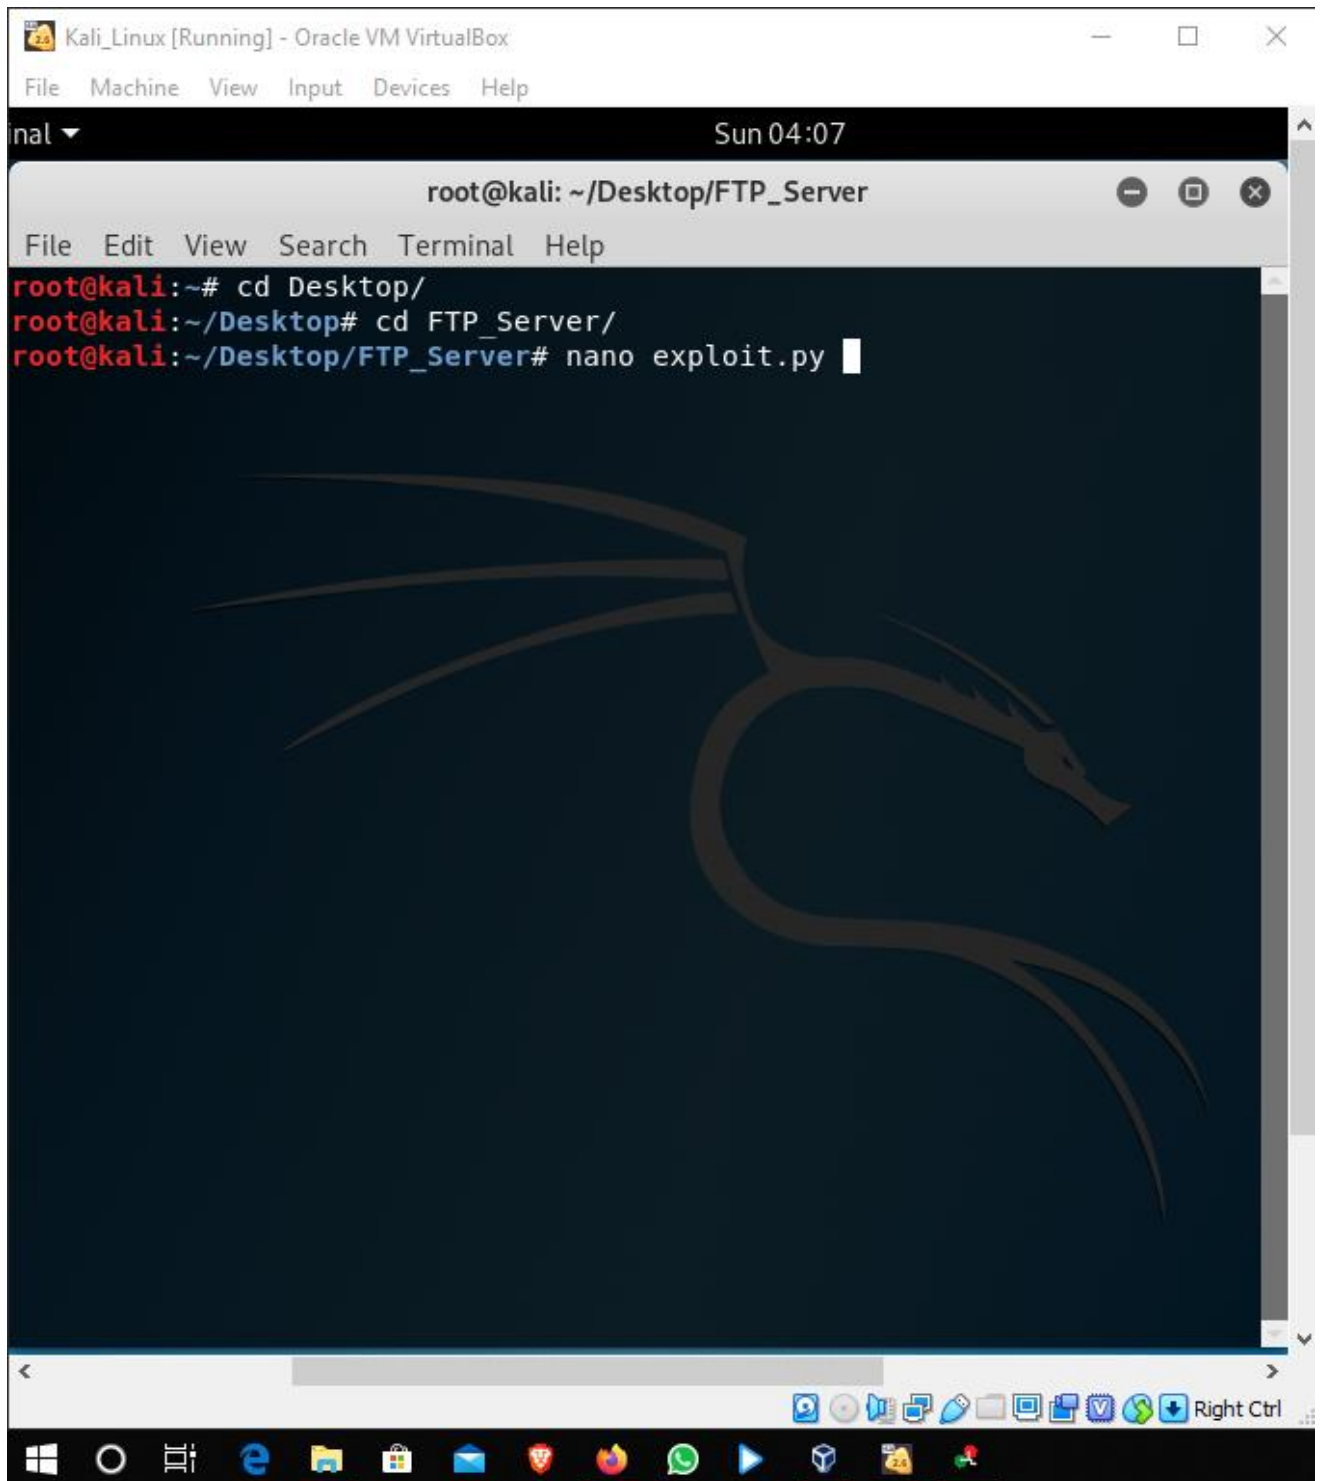 Kali_Linux [Running] - Oracle VM VirtualBox
File Machine View Input Devices Help
inal Sun 04:07
root@kali: ~/Desktop/FTP_Server
File Edit View Search Terminal Help
root@kali:~# cd Desktop/
root@kali:~/Desktop# cd FTP_Server/
root@kali:~/Desktop/FTP_Server# nano exploit.py
Right Ctrl